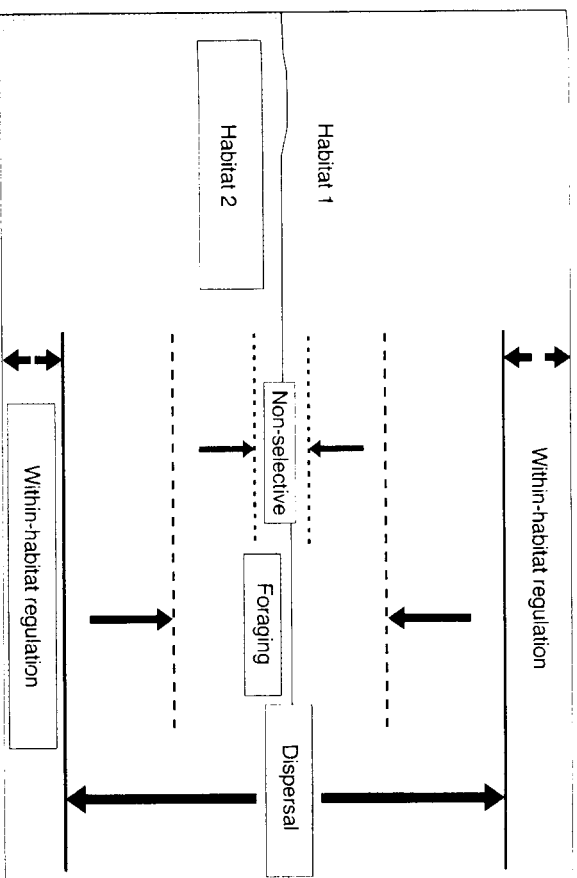 Within-habitat regulation
Habitat 1
Non-selective
Foraging
Dispersal
Habitat 2
Within-habitat regulation